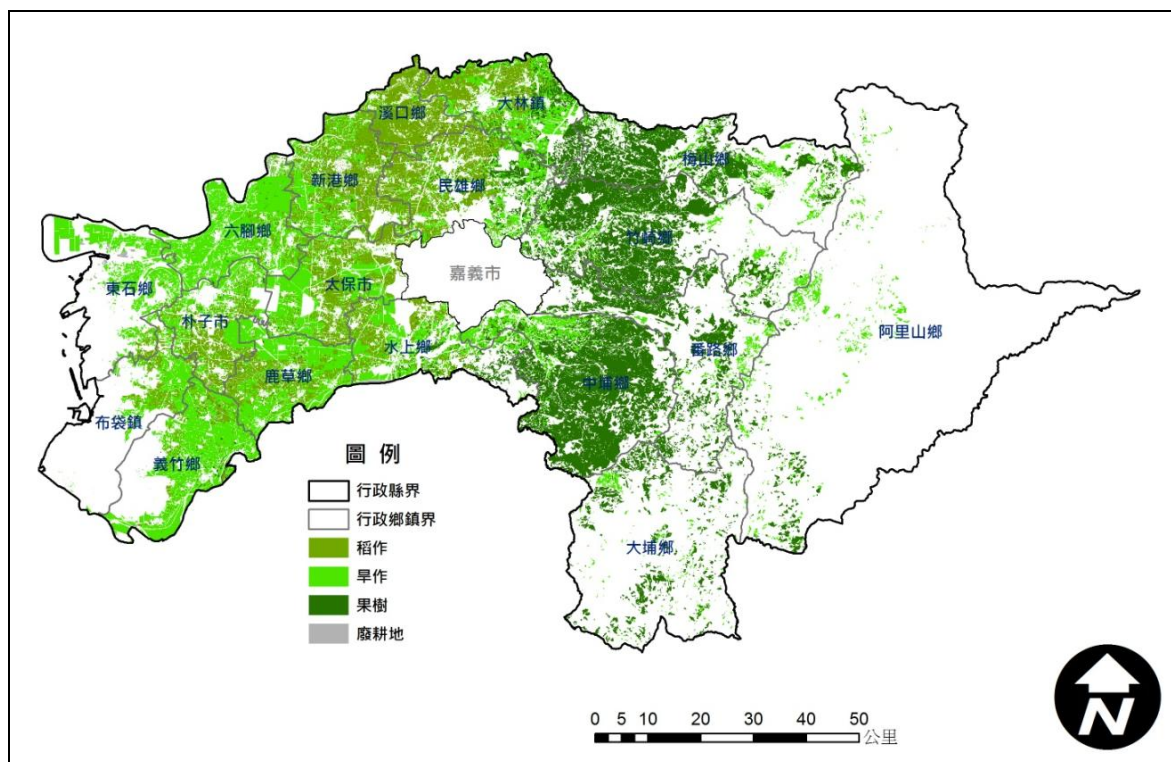 溪口鄉
大林鎮
新港鄉
民雄鄉
梅山鄉
六腳鄉
竹崎鄉
嘉義市
東石鄉
太保市
朴子市
水上鄉
番路鄉
阿里山鄉
鹿草鄉
中埔鄉
布袋鎮
義竹鄉
大埔鄉
圖 例
行政縣界
行政鄉鎮界
稻作
旱作
果樹
廢耕地
0 5 10 20 30 40 50
公里
N